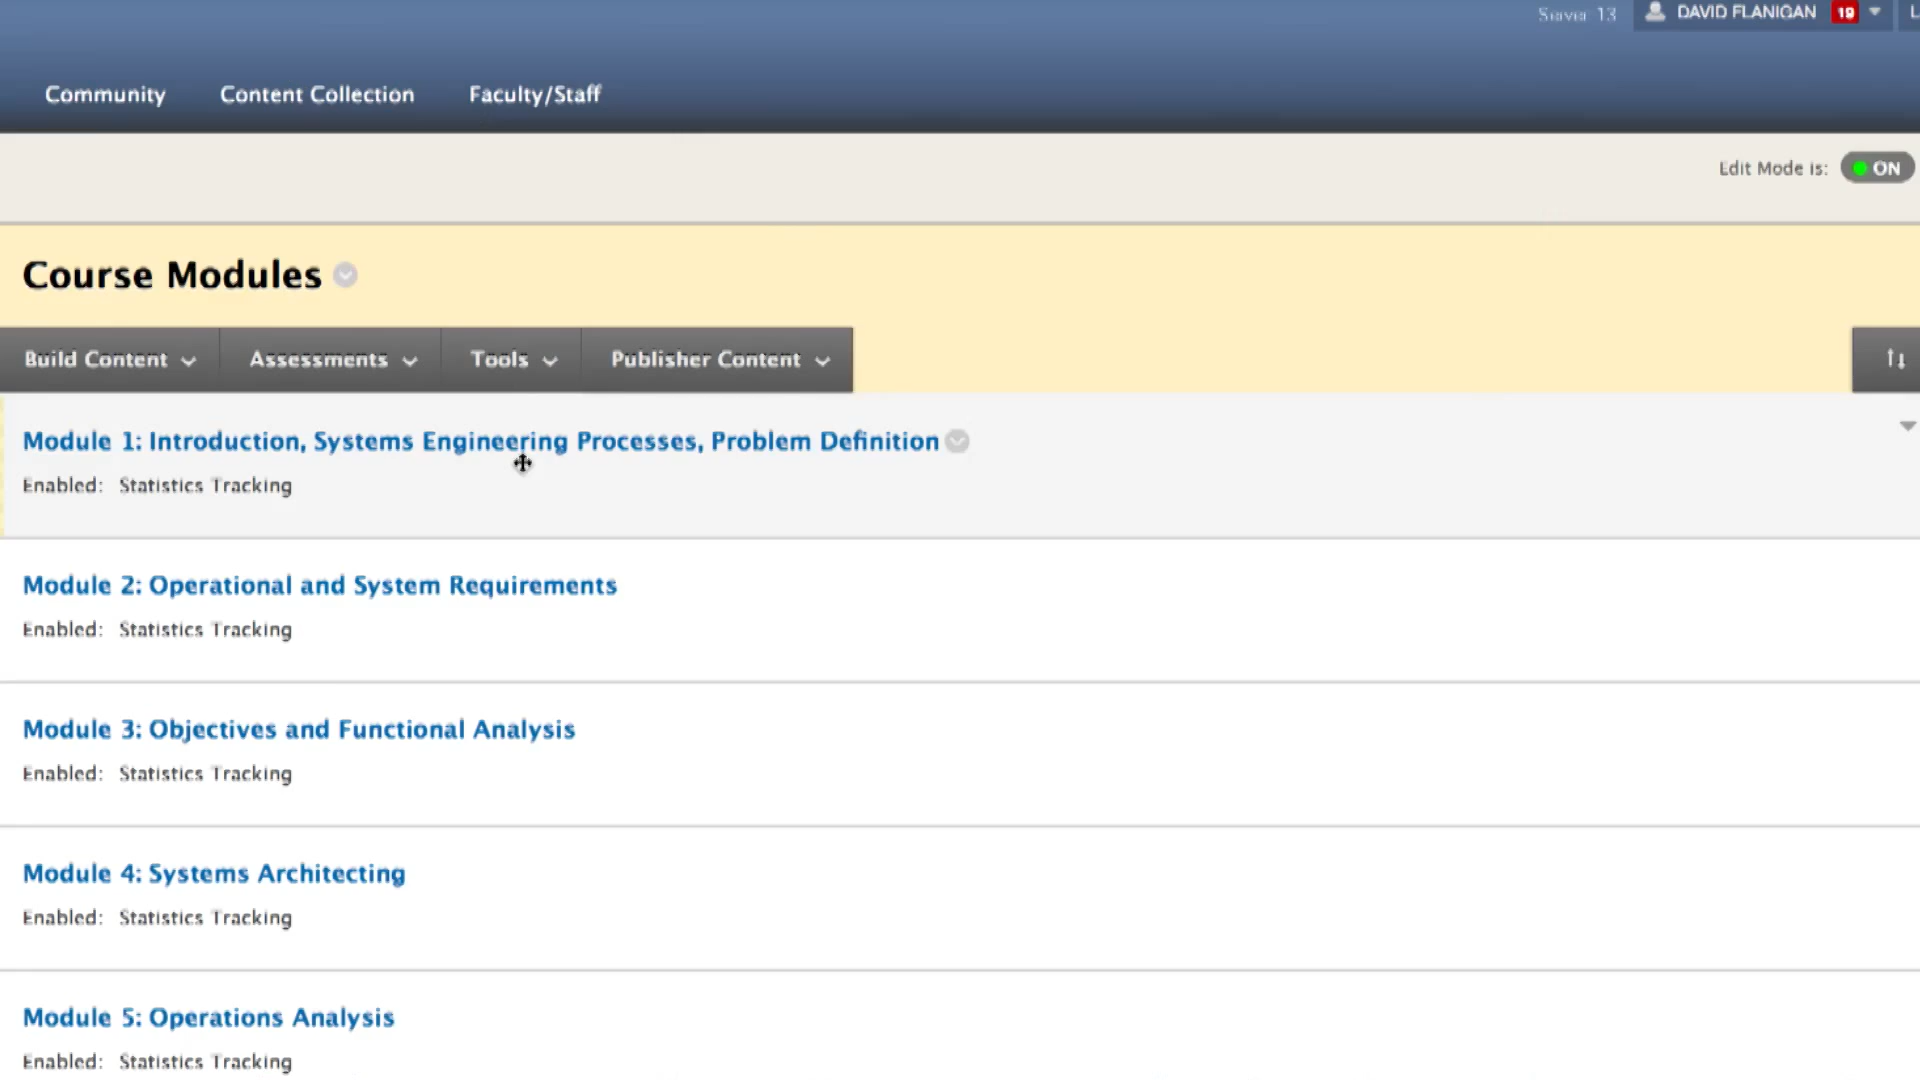 Server 13 DAVID FLANIGAN 19
Community Content Collection Faculty/Staff
Edit Mode is: ON
Course Modules
Build Content Assessments Tools Publisher Content
Module 1: Introduction, Systems Engineering Processes, Problem Definition
Enabled: Statistics Tracking
Module 2: Operational and System Requirements
Enabled: Statistics Tracking
Module 3: Objectives and Functional Analysis
Enabled: Statistics Tracking
Module 4: Systems Architecting
Enabled: Statistics Tracking
Module 5: Operations Analysis
Enabled: Statistics Tracking